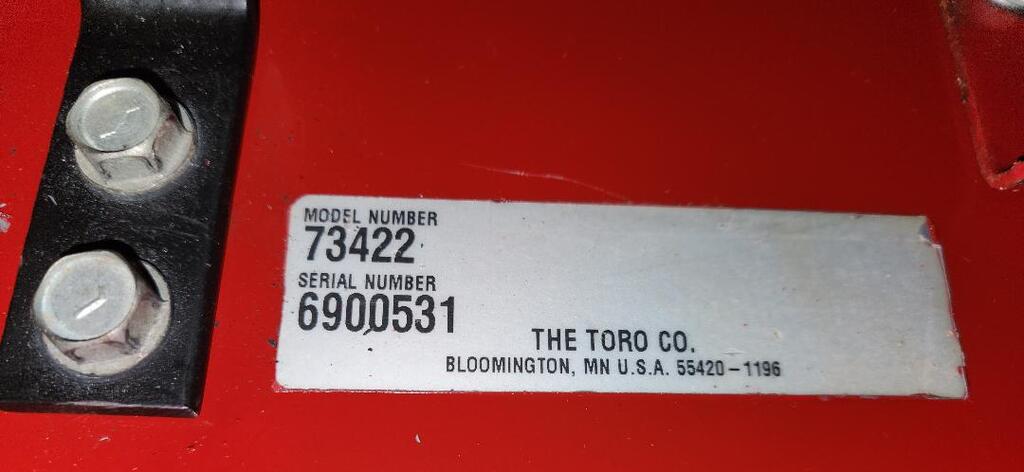 MODEL NUMBER
73422
SERIAL NUMBER
6900531
THE TORO CO.
BLOOMINGTON, MN U.S.A. 55420-1196